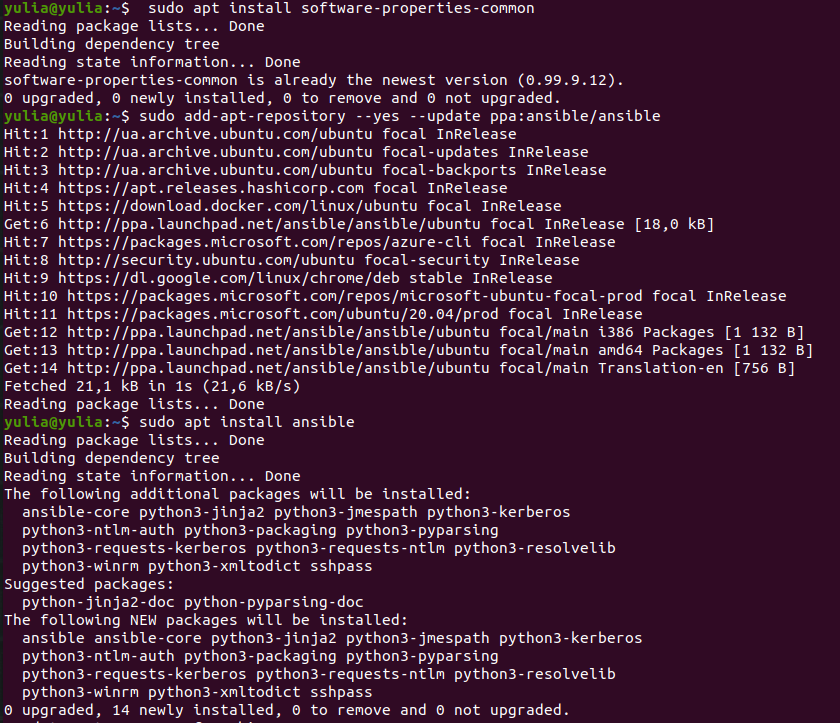 yulia@yulia:~$  sudo apt install software-properties-common
Reading package lists... Done
Building dependency tree
Reading state information... Done
software-properties-common is already the newest version (0.99.9.12).
0 upgraded, 0 newly installed, 0 to remove and 0 not upgraded.
yulia@yulia:~$ sudo add-apt-repository --yes --update ppa:ansible/ansible
Hit:1 http://ua.archive.ubuntu.com/ubuntu focal InRelease
Hit:2 http://ua.archive.ubuntu.com/ubuntu focal-updates InRelease
Hit:3 http://ua.archive.ubuntu.com/ubuntu focal-backports InRelease
Hit:4 https://apt.releases.hashicorp.com focal InRelease
Hit:5 https://download.docker.com/linux/ubuntu focal InRelease
Get:6 http://ppa.launchpad.net/ansible/ansible/ubuntu focal InRelease [18,0 kB]
Hit:7 https://packages.microsoft.com/repos/azure-cli focal InRelease
Hit:8 http://security.ubuntu.com/ubuntu focal-security InRelease
Hit:9 https://dl.google.com/linux/chrome/deb stable InRelease
Hit:10 https://packages.microsoft.com/repos/microsoft-ubuntu-focal-prod focal InRelease
Hit:11 https://packages.microsoft.com/ubuntu/20.04/prod focal InRelease
Get:12 http://ppa.launchpad.net/ansible/ansible/ubuntu focal/main i386 Packages [1 132 B]
Get:13 http://ppa.launchpad.net/ansible/ansible/ubuntu focal/main amd64 Packages [1 132 B]
Get:14 http://ppa.launchpad.net/ansible/ansible/ubuntu focal/main Translation-en [756 B]
Fetched 21,1 kB in 1s (21,6 kB/s)
Reading package lists... Done
yulia@yulia:~$ sudo apt install ansible
Reading package lists... Done
Building dependency tree
Reading state information... Done
The following additional packages will be installed:
  ansible-core python3-jinja2 python3-jmespath python3-kerberos
  python3-ntlm-auth python3-packaging python3-pyparsing
  python3-requests-kerberos python3-requests-ntlm python3-resolvelib
  python3-winrm python3-xmltodict sshpass
Suggested packages:
  python-jinja2-doc python-pyparsing-doc
The following NEW packages will be installed:
  ansible ansible-core python3-jinja2 python3-jmespath python3-kerberos
  python3-ntlm-auth python3-packaging python3-pyparsing
  python3-requests-kerberos python3-requests-ntlm python3-resolvelib
  python3-winrm python3-xmltodict sshpass
0 upgraded, 14 newly installed, 0 to remove and 0 not upgraded.